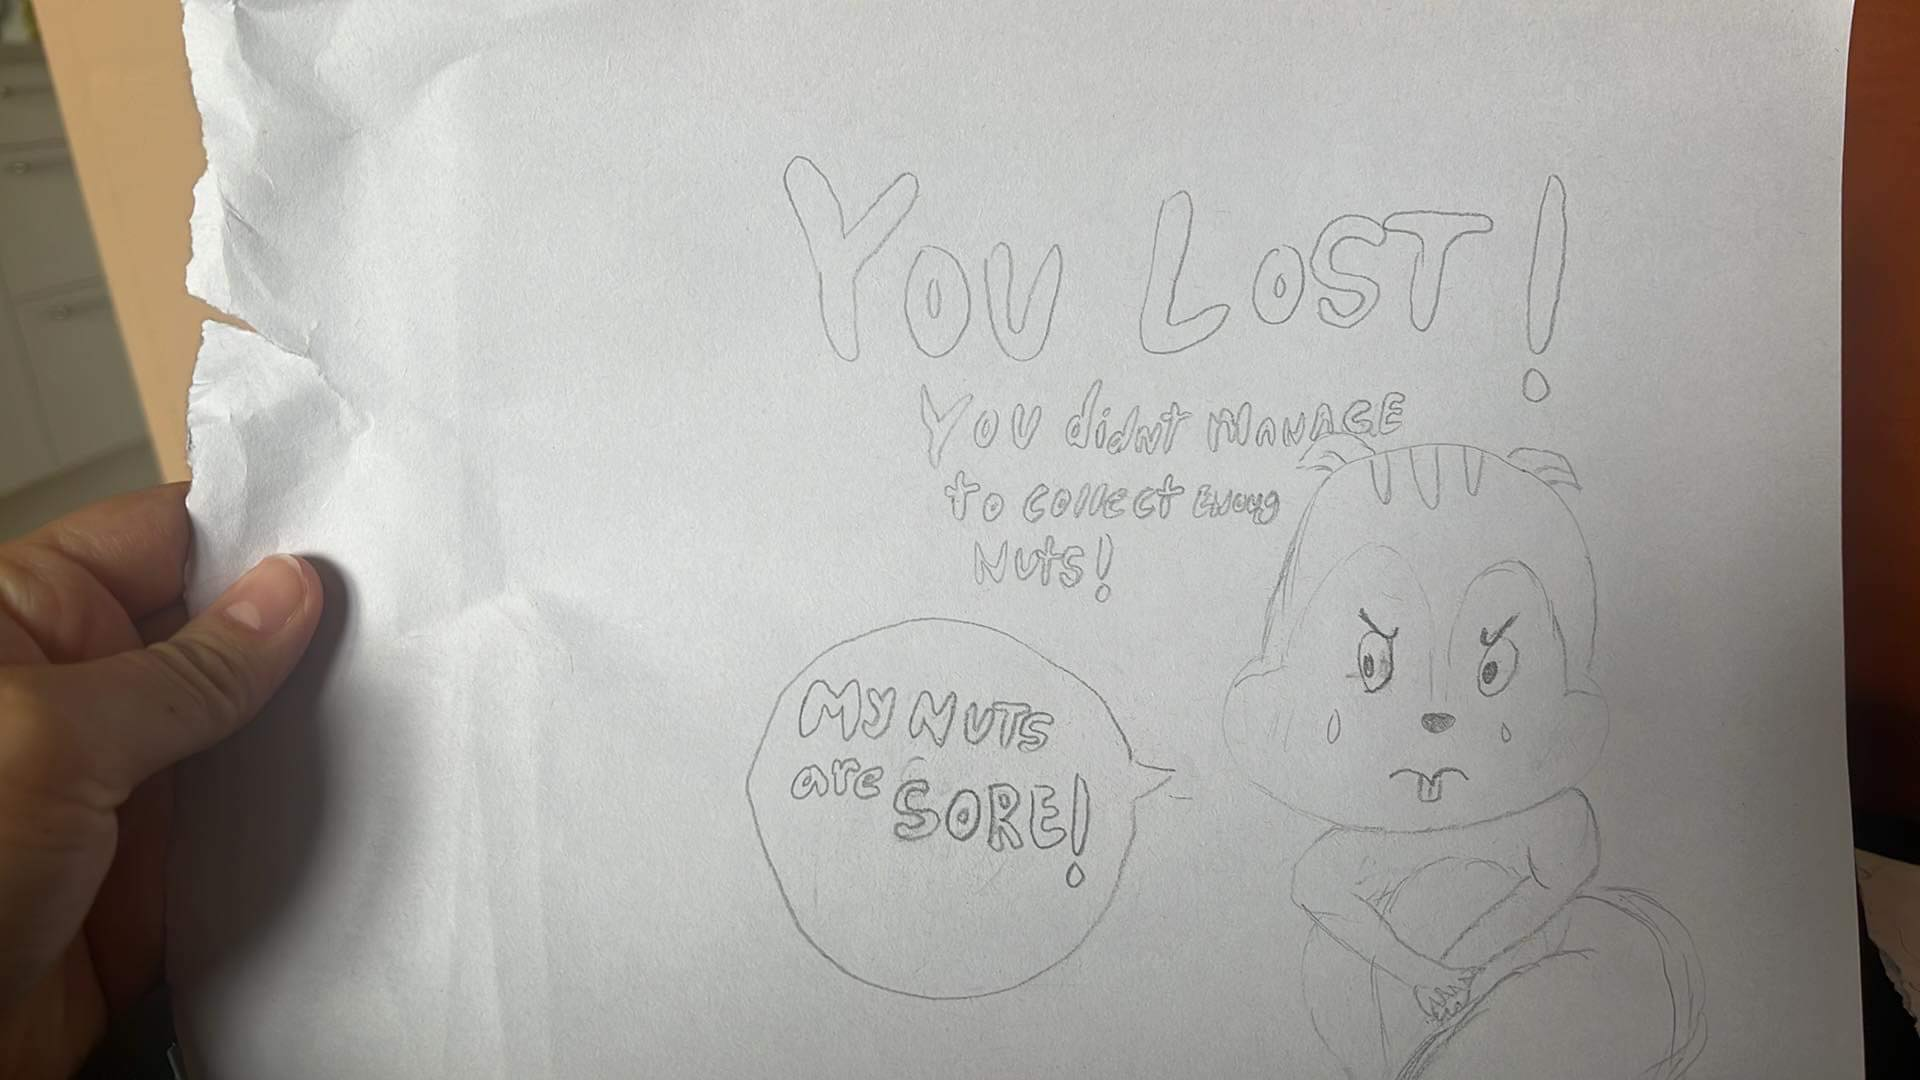 YOU LOST!
YOU didnt MANAGE
to collect Enoug
Nuts!
MY NUTS
are SORE!